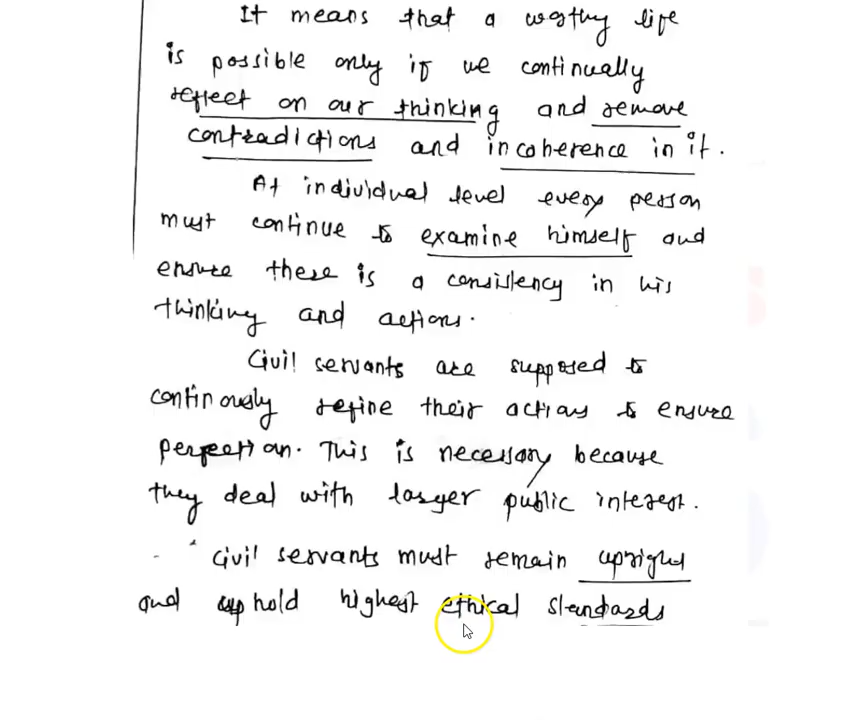 It means that a worthy life
is possible only if we continually
reflect on our thinking and remove
contradictions and incoherence in it.
At individual level every person
must continue to examine himself and
ensure there is a consistency in his
thinking and actions.
Civil servants are supposed to
continously refine their actions to ensure
perfection. This is necessary because
they deal with larger public interest.
Civil servants must remain upright
and uphold highest ethical standards